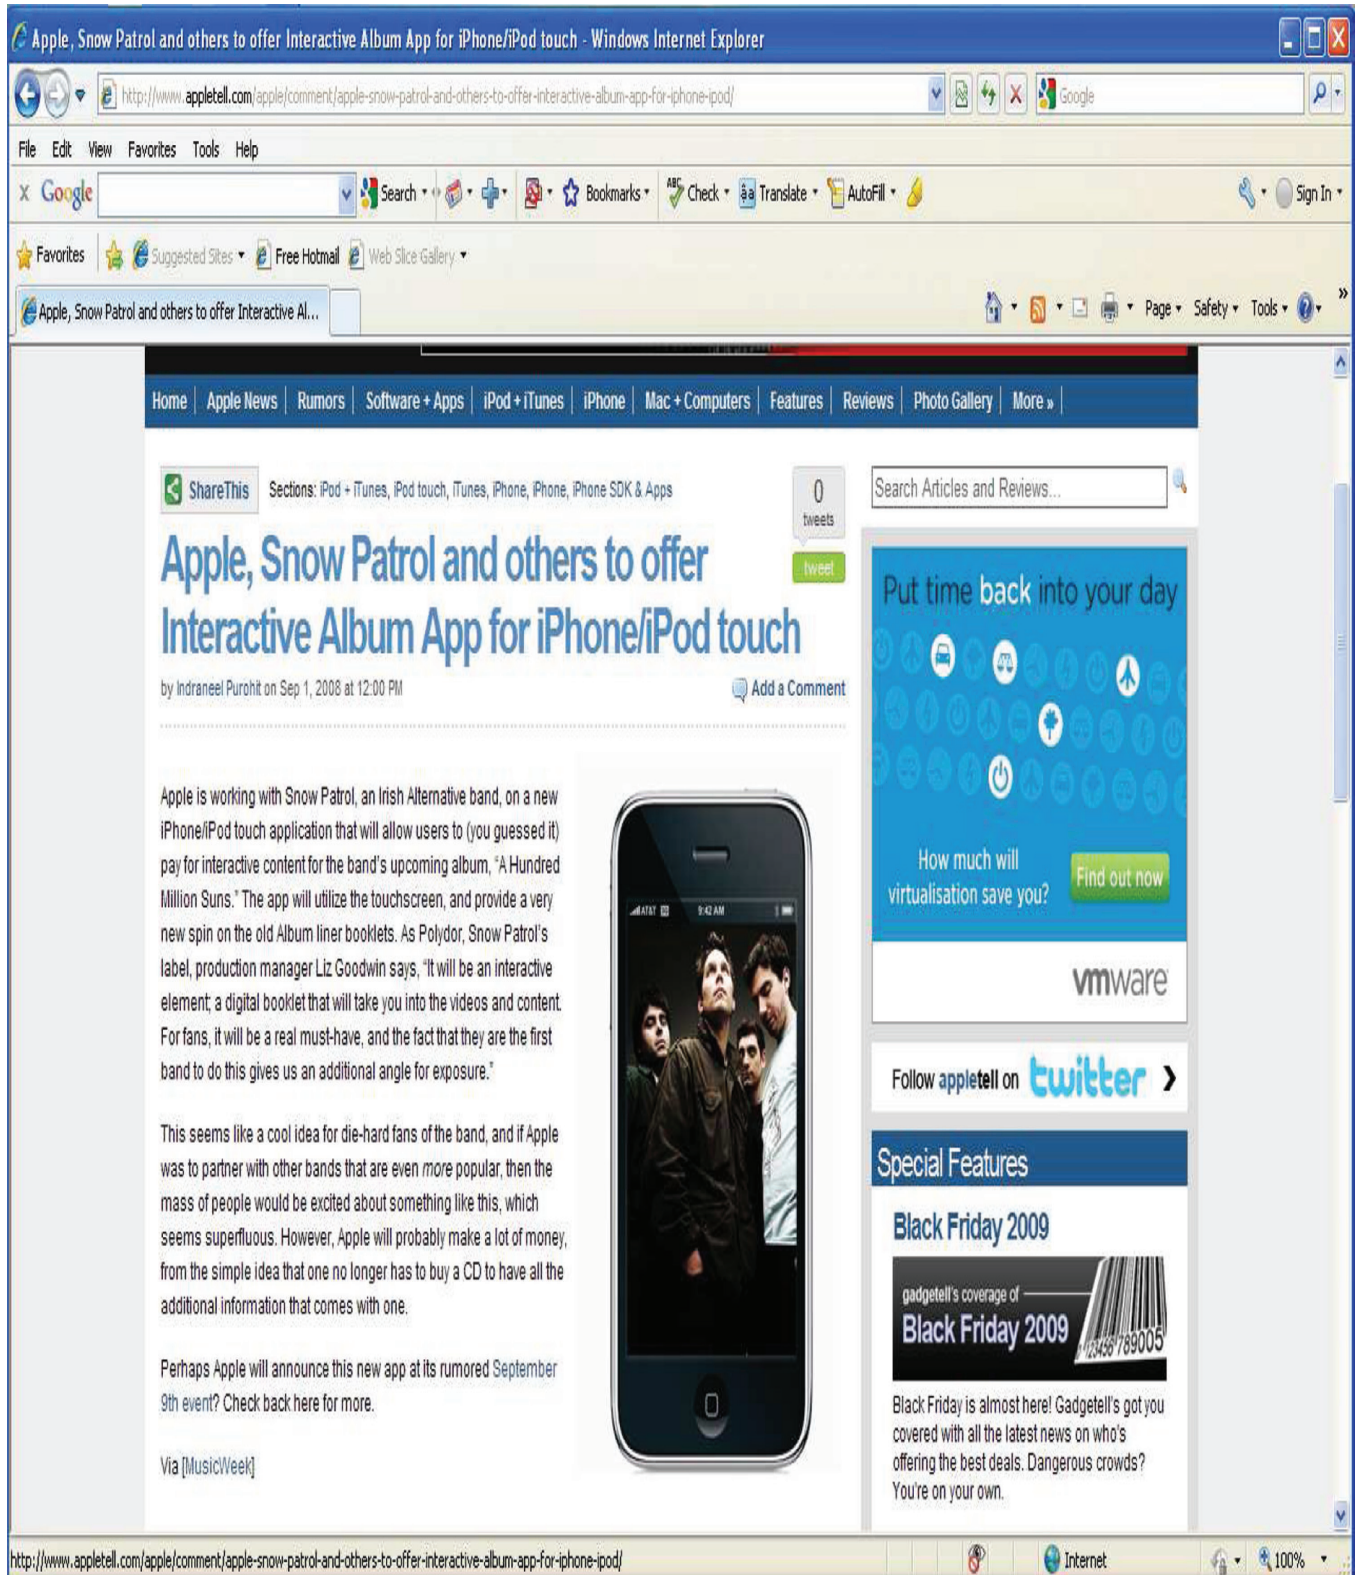 Apple, Snow Patrol and others to offer Interactive Album App for iPhone/iPod touch - Windows Internet Explorer
http://www.appletell.com/apple/comment/apple-snow-patrol-and-others-to-offer-interactive-album-app-for-iphone-ipod/
Google
File Edit View Favorites Tools Help
x Google Search Bookmarks Check Translate AutoFill Sign In
Favorites Suggested Sites Free Hotmail Web Slice Gallery
Apple, Snow Patrol and others to offer Interactive Al... Page Safety Tools »
Home | Apple News | Rumors | Software + Apps | iPod + iTunes | iPhone | Mac + Computers | Features | Reviews | Photo Gallery | More » |
ShareThis Sections: iPod + iTunes, iPod touch, iTunes, iPhone, iPhone, iPhone SDK & Apps
0
tweets
tweet
Apple, Snow Patrol and others to offer
Interactive Album App for iPhone/iPod touch
by Indraneel Purohit on Sep 1, 2008 at 12:00 PM Add a Comment
Apple is working with Snow Patrol, an Irish Alternative band, on a new
iPhone/iPod touch application that will allow users to (you guessed it)
pay for interactive content for the band's upcoming album, "A Hundred
Million Suns." The app will utilize the touchscreen, and provide a very
new spin on the old Album liner booklets. As Polydor, Snow Patrol's
label, production manager Liz Goodwin says, "It will be an interactive
element; a digital booklet that will take you into the videos and content.
For fans, it will be a real must-have, and the fact that they are the first
band to do this gives us an additional angle for exposure."
This seems like a cool idea for die-hard fans of the band, and if Apple
was to partner with other bands that are even more popular, then the
mass of people would be excited about something like this, which
seems superfluous. However, Apple will probably make a lot of money,
from the simple idea that one no longer has to buy a CD to have all the
additional information that comes with one.
Perhaps Apple will announce this new app at its rumored September
9th event? Check back here for more.
Via [MusicWeek]
AT&T 9:42 AM
Search Articles and Reviews...
Put time back into your day
How much will
virtualisation save you?
Find out now
vmware
Follow appletell on twitter
Special Features
Black Friday 2009
gadgetell's coverage of
Black Friday 2009
0 123456 789005
Black Friday is almost here! Gadgetell's got you
covered with all the latest news on who's
offering the best deals. Dangerous crowds?
You're on your own.
http://www.appletell.com/apple/comment/apple-snow-patrol-and-others-to-offer-interactive-album-app-for-iphone-ipod/ Internet 100%